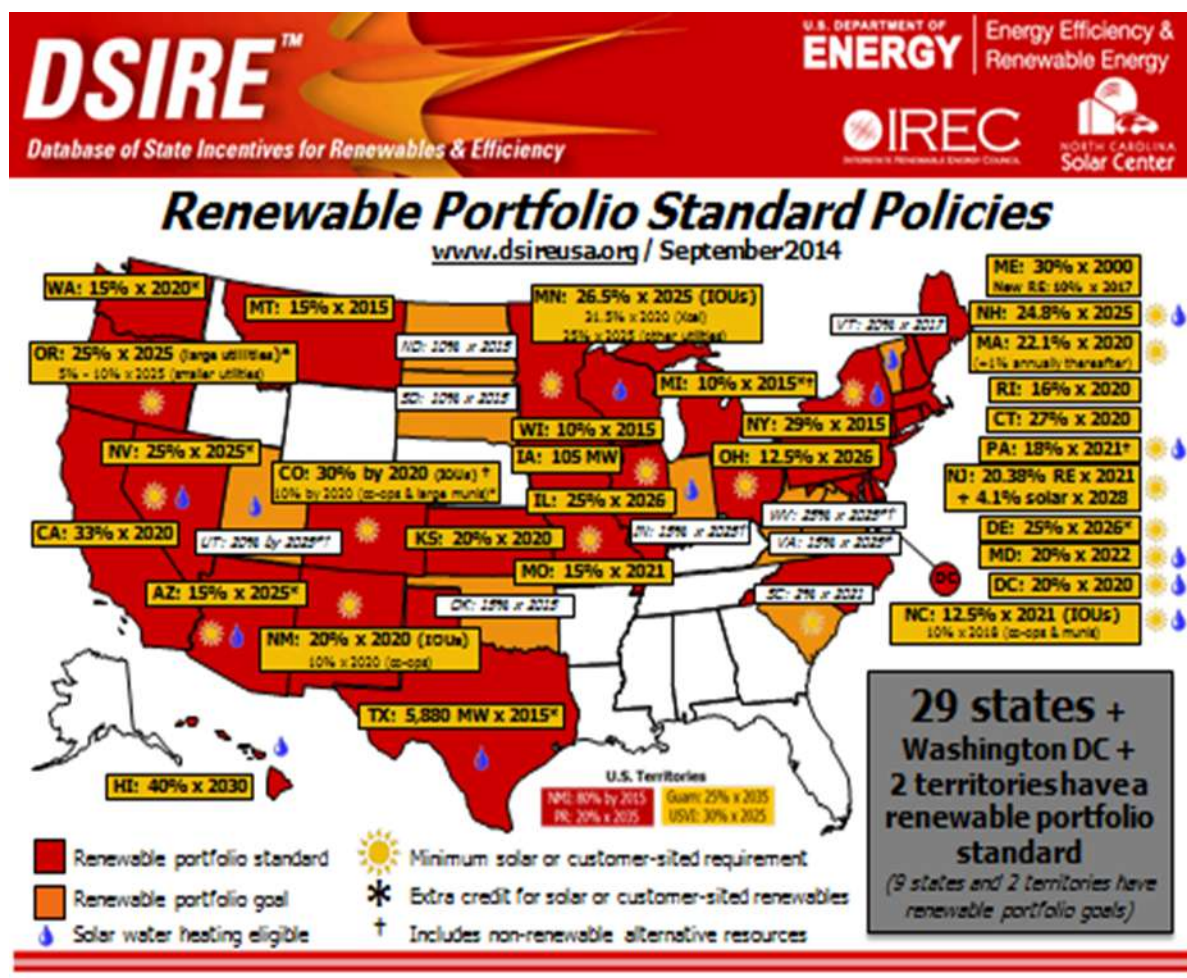 DSIRE™
Database of State Incentives for Renewables & Efficiency
U.S. DEPARTMENT OF
ENERGY
Energy Efficiency &
Renewable Energy
IREC
INTERSTATE RENEWABLE ENERGY COUNCIL
NORTH CAROLINA
Solar Center
Renewable Portfolio Standard Policies
www.dsireusa.org / September 2014
WA: 15% x 2020*
MT: 15% x 2015
MN: 26.5% x 2025 (IOUs)
31.5% x 2020 (Xcel)
25% x 2025 (other utilities)
ND: 10% x 2015
VT: 20% x 2017
ME: 30% x 2000
New RE: 10% x 2017
NH: 24.8% x 2025
OR: 25% x 2025 (large utilities)*
5% - 10% x 2025 (smaller utilities)
MA: 22.1% x 2020
(+1% annually thereafter)
SD: 10% x 2015
MI: 10% x 2015*†
RI: 16% x 2020
WI: 10% x 2015
NY: 29% x 2015
CT: 27% x 2020
NV: 25% x 2025*
IA: 105 MW
OH: 12.5% x 2026
PA: 18% x 2021†
CO: 30% by 2020 (IOUs) †
10% by 2020 (co-ops & large munis)*
NJ: 20.38% RE x 2021
+ 4.1% solar x 2028
IL: 25% x 2026
CA: 33% x 2020
UT: 20% by 2025*†
KS: 20% x 2020
IN: 15% x 2025†
WV: 25% x 2025*†
VA: 15% x 2025*
DE: 25% x 2026*
MD: 20% x 2022
MO: 15% x 2021
DC
DC: 20% x 2020
AZ: 15% x 2025*
OK: 15% x 2015
SC: 2% x 2021
NC: 12.5% x 2021 (IOUs)
10% x 2018 (co-ops & munis)
NM: 20% x 2020 (IOUs)
10% x 2020 (co-ops)
TX: 5,880 MW x 2015*
HI: 40% x 2030
U.S. Territories
NMI: 80% by 2015
PR: 20% x 2035
Guam: 25% x 2035
USVI: 30% x 2025
29 states +
Washington DC +
2 territories have a
renewable portfolio
standard
(9 states and 2 territories have
renewable portfolio goals)
Renewable portfolio standard
Renewable portfolio goal
Solar water heating eligible
Minimum solar or customer-sited requirement
* Extra credit for solar or customer-sited renewables
† Includes non-renewable alternative resources